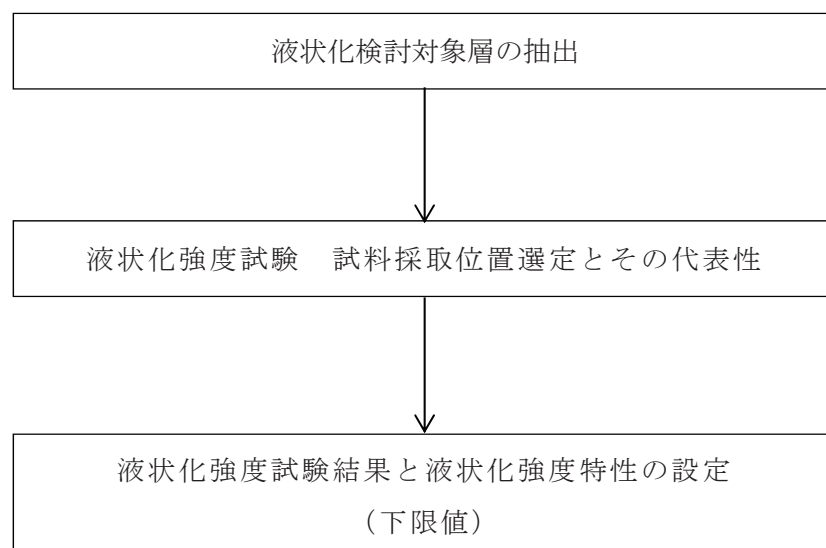 液状化検討対象層の抽出
液状化強度試験　試料採取位置選定とその代表性
液状化強度試験結果と液状化強度特性の設定
（下限値）